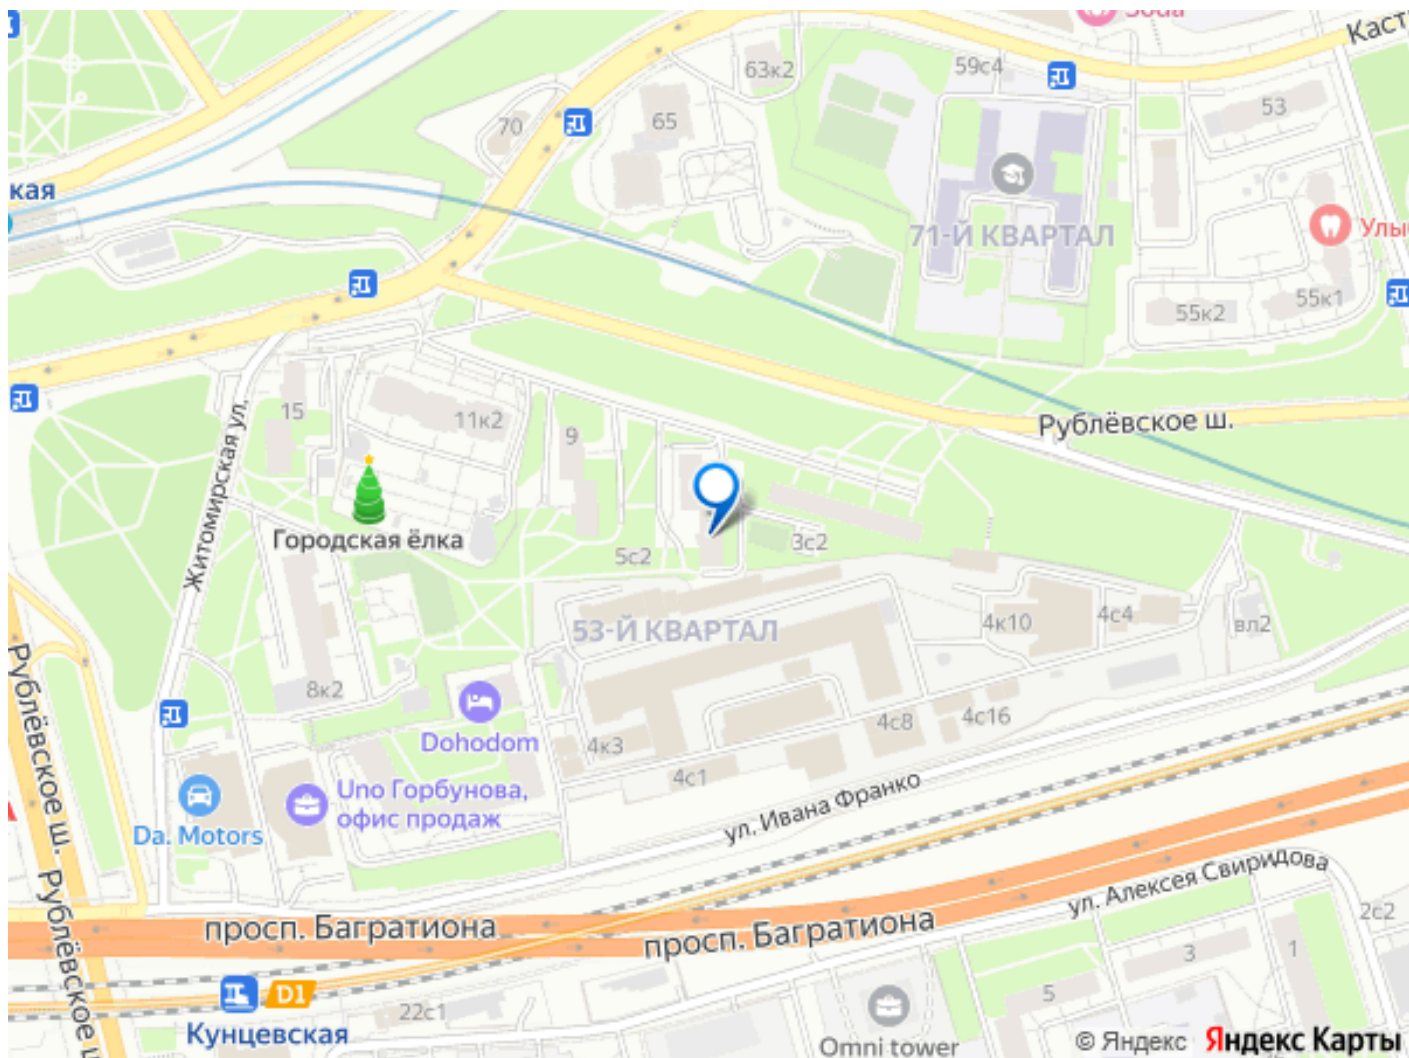 Soda
Каст
63к2
59с4
53
70
65
кая
71-Й КВАРТАЛ
Улы
55к1
55к2
15
11к2
9
Рублёвское ш.
Житомирская ул.
Городская ёлка
5с2
3с2
53-Й КВАРТАЛ
4к10
4с4
вл2
8к2
Рублёвское ш.
Dohodom
4к3
4с8
4с16
4с1
Uno Горбунова,
офис продаж
Da. Motors
ул. Ивана Франко
Рублёвское ш
просп. Багратиона
просп. Багратиона
ул. Алексея Свиридова
2с2
3
1
5
D1
Кунцевская
22с1
Omni tower
© Яндекс Яндекс Карты